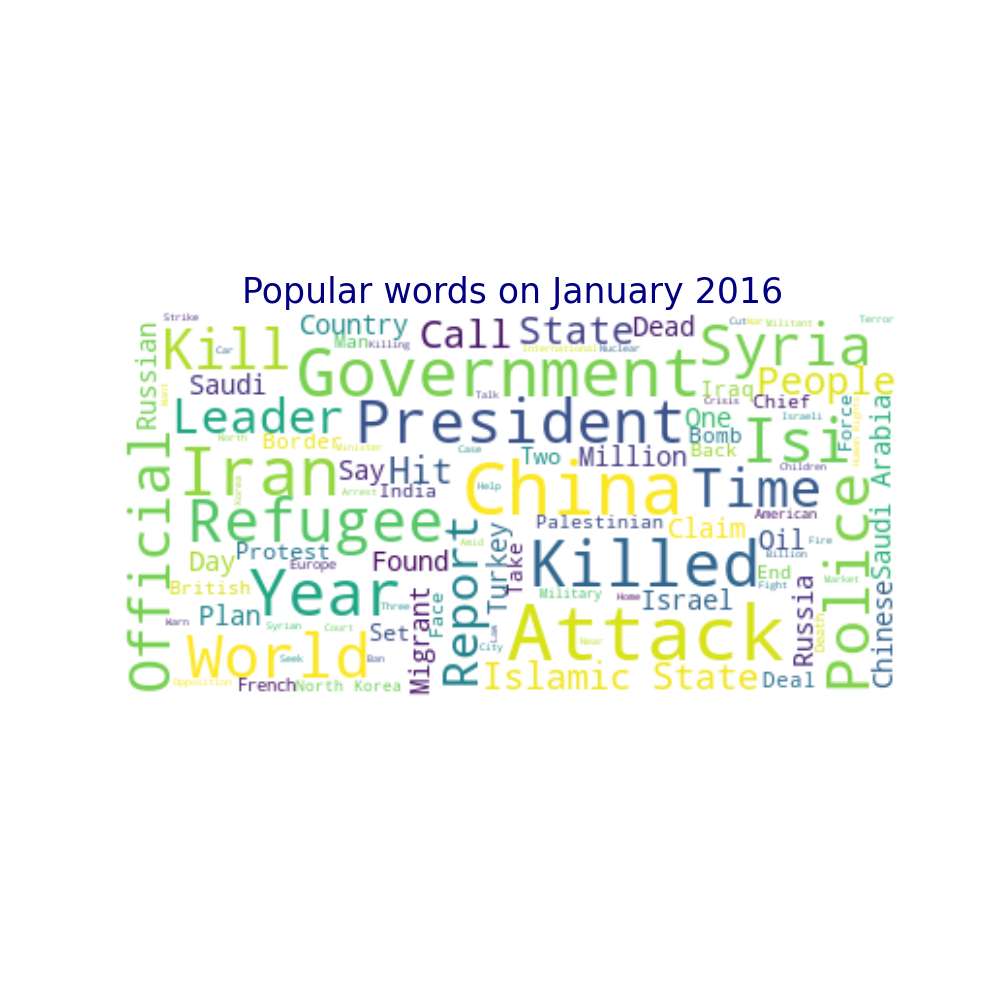 Popular words on January 2016
Strike
Country
Call
State
Dead
Cut
War
Militant
Terror
Russian
Kill
Car
Man
Killing
International
Nuclear
Syria
Government
Saudi
Want
Talk
Iraq
People
Leader
President
Crisis
Chief
One
Israeli
Force
Human Rights
North
Border
Minister
Case
Bomb
Back
Isi
Official
Iran
Say
Hit
Two
Million
Children
Saudi Arabia
Korea
Arrest
India
China
Help
Time
Refugee
Palestinian
Claim
American
Police
Day
Protest
Europe
Found
Report
Amid
Turkey
Take
Killed
Oil
Billion
Fire
British
Year
Three
Military
Home
Israel
End
Fight
Market
Plan
Warn
Syrian
Court
Set
Migrant
Face
Law
Attack
Near
Russia
Death
Chinese
World
Seek
Ban
City
Opposition
French
North Korea
Islamic State
Deal